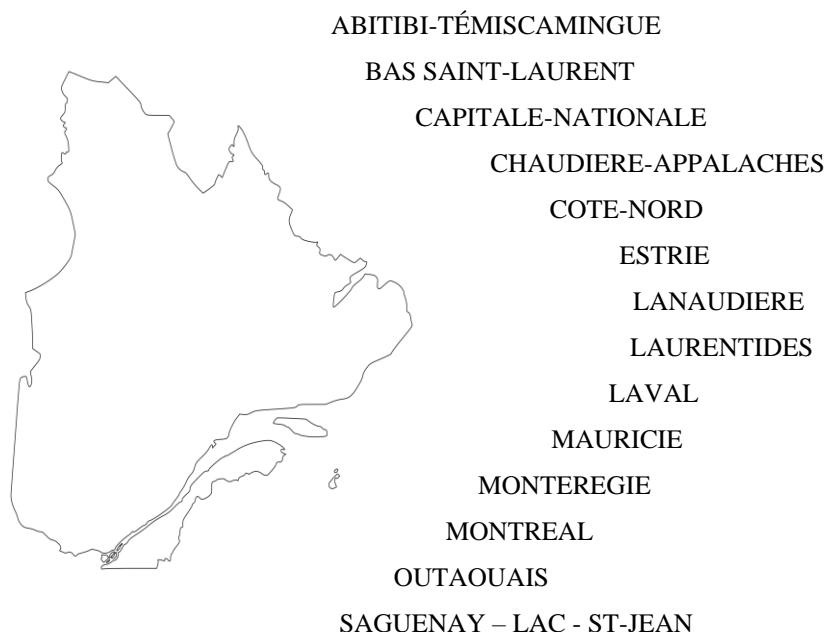 ABITIBI-TÉMISCAMINGUE
BAS SAINT-LAURENT
CAPITALE-NATIONALE
CHAUDIERE-APPALACHES
COTE-NORD
ESTRIE
LANAUDIERE
LAURENTIDES
LAVAL
MAURICIE
MONTEREGIE
MONTREAL
OUTAOUAIS
SAGUENAY – LAC - ST-JEAN